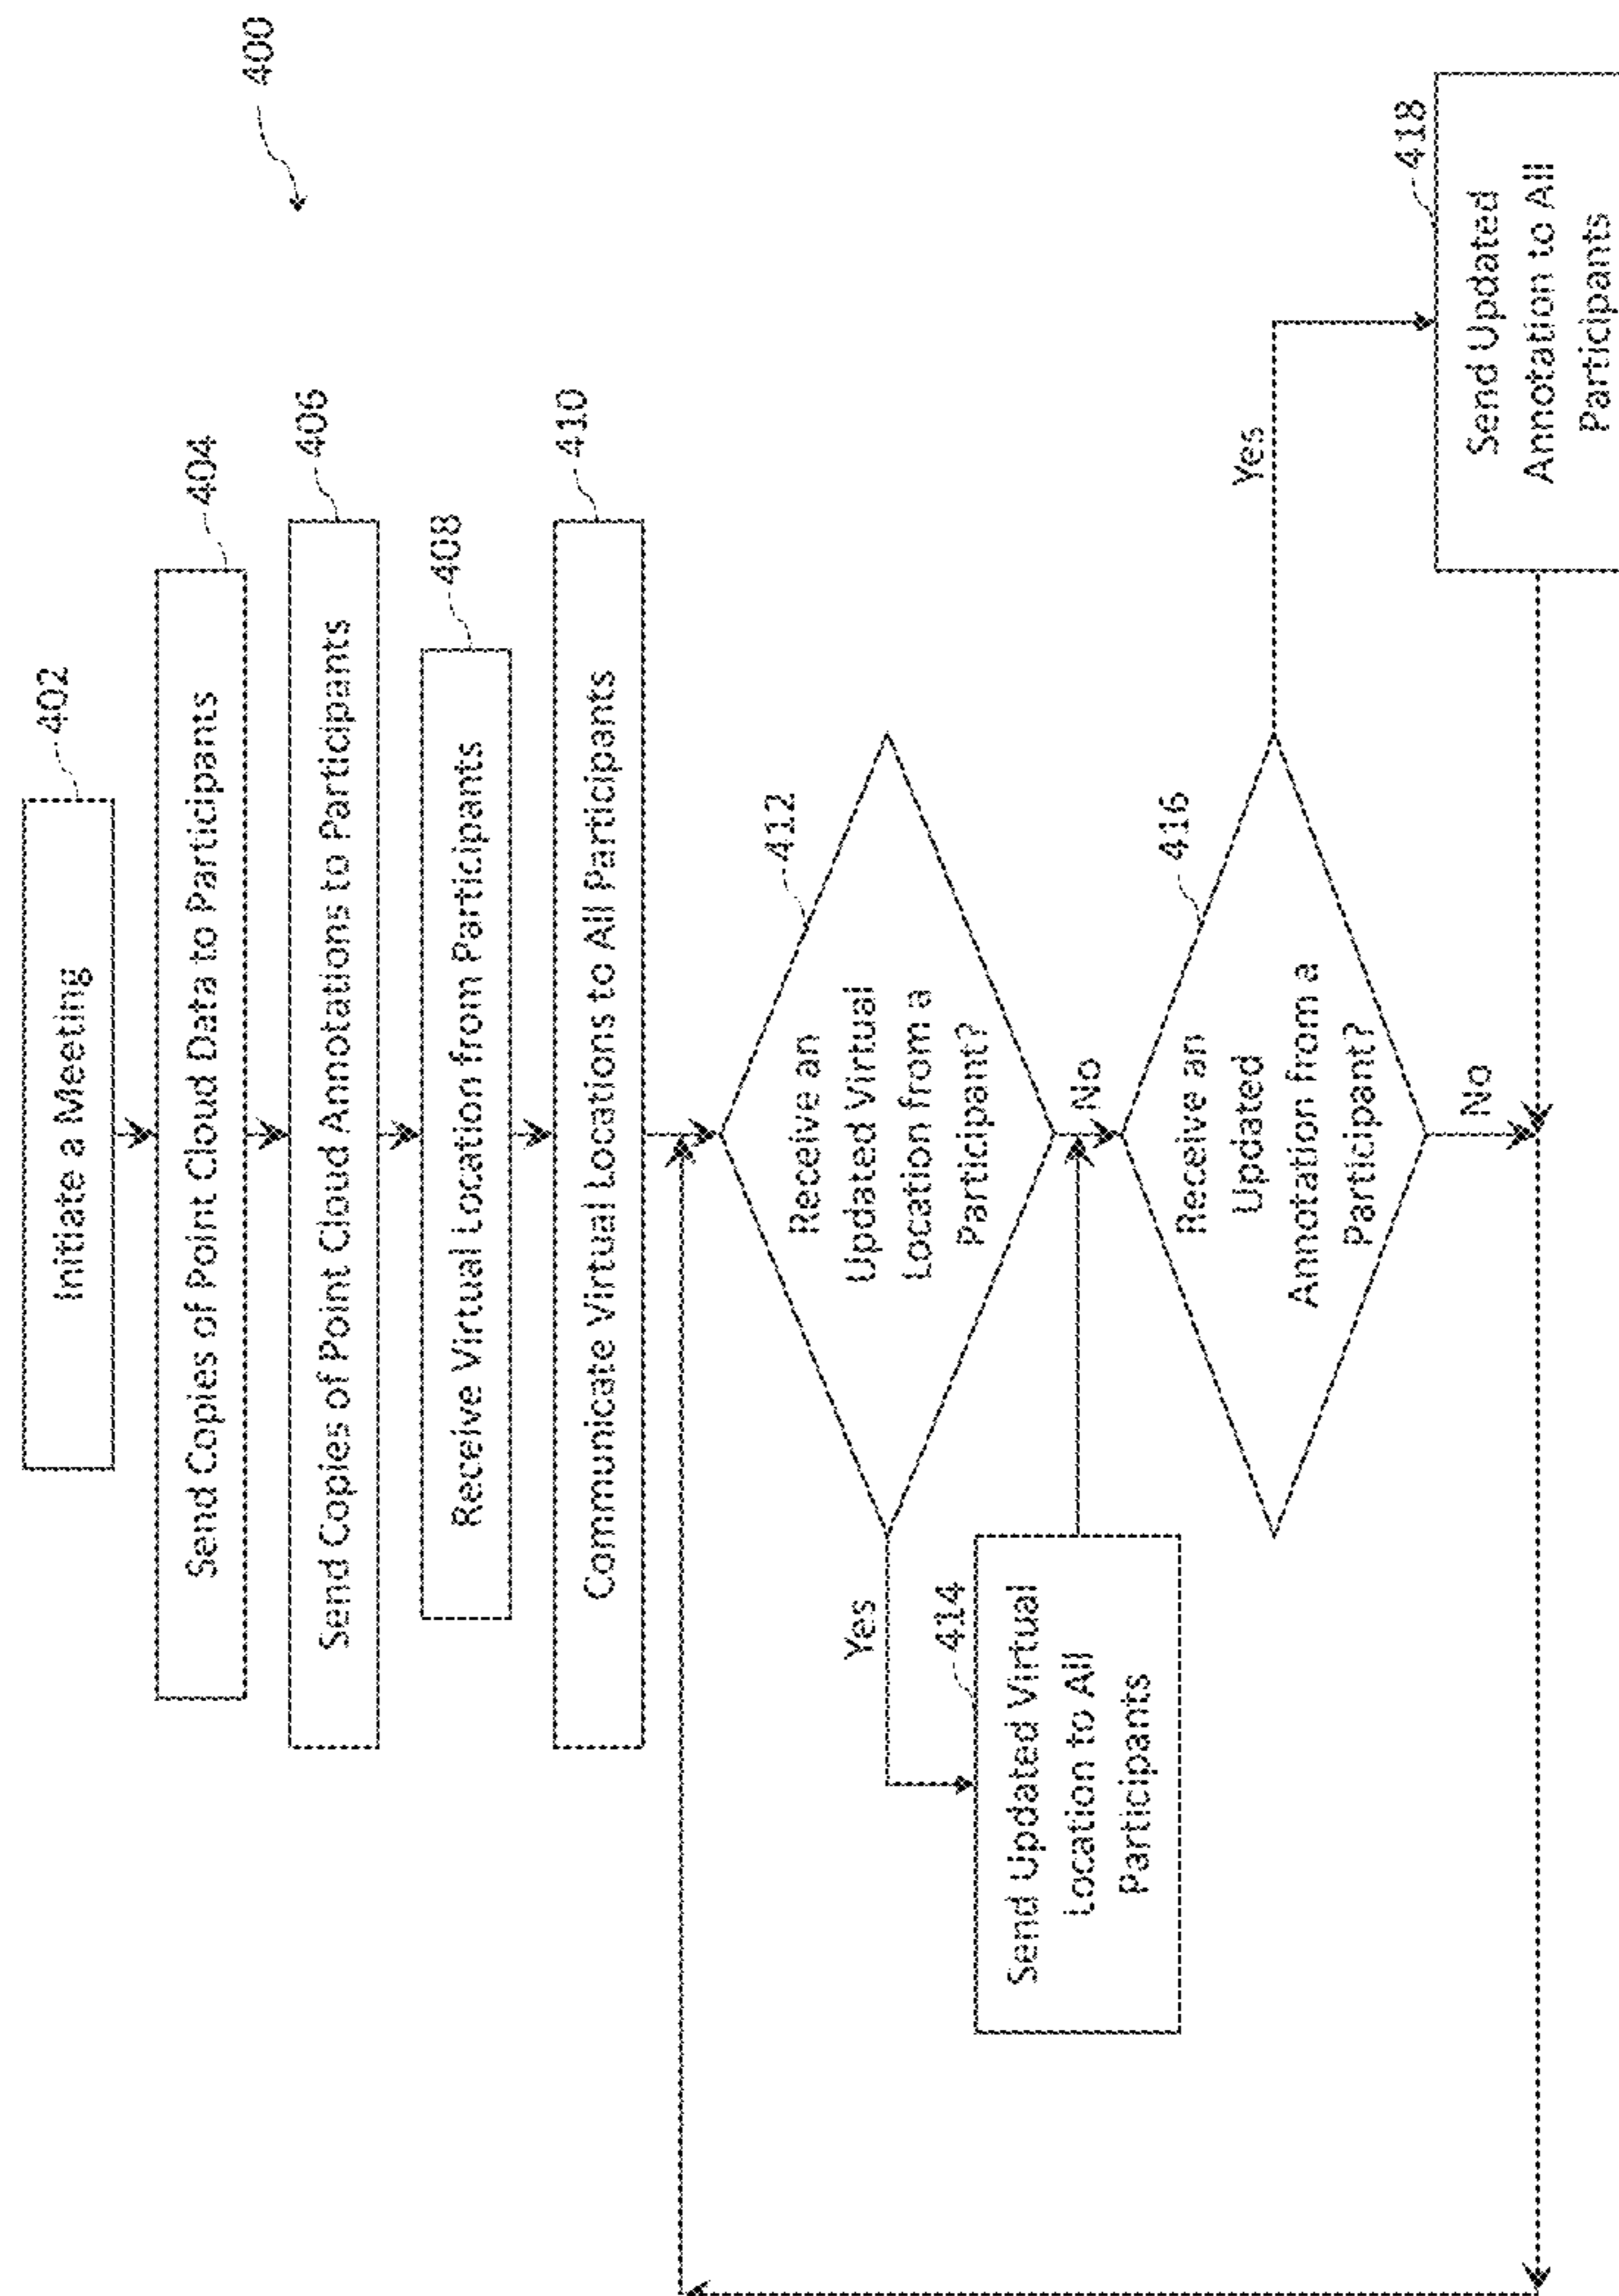 400
402
Initiate a Meeting
404
Send Copies of Point Cloud Data to Participants
406
Send Copies of Point Cloud Annotations to Participants
408
Receive Virtual Location from Participants
410
Communicate Virtual Locations to All Participants
412
Receive an
Updated Virtual
Location from a
Participant?
Yes
No
414
Send Updated Virtual
Location to All
Participants
416
Receive an
Updated
Annotation from a
Participant?
Yes
No
418
Send Updated
Annotation to All
Participants